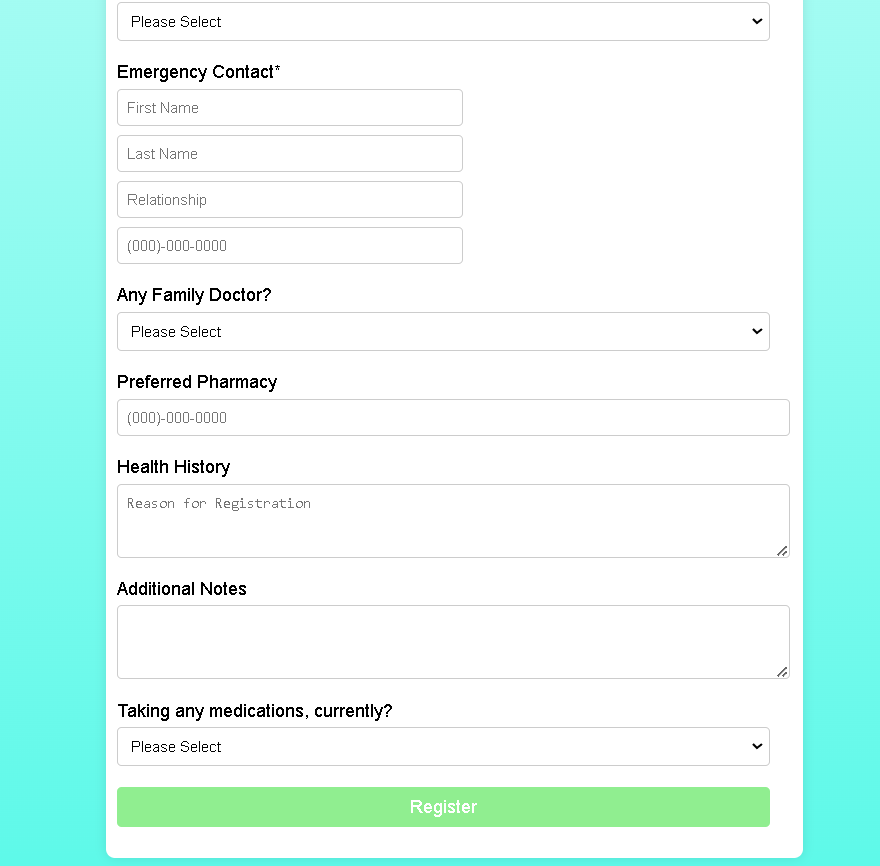 Please Select
Emergency Contact*
First Name
Last Name
Relationship
(000)-000-0000
Any Family Doctor?
Please Select
Preferred Pharmacy
(000)-000-0000
Health History
Reason for Registration
Additional Notes
Taking any medications, currently?
Please Select
Register